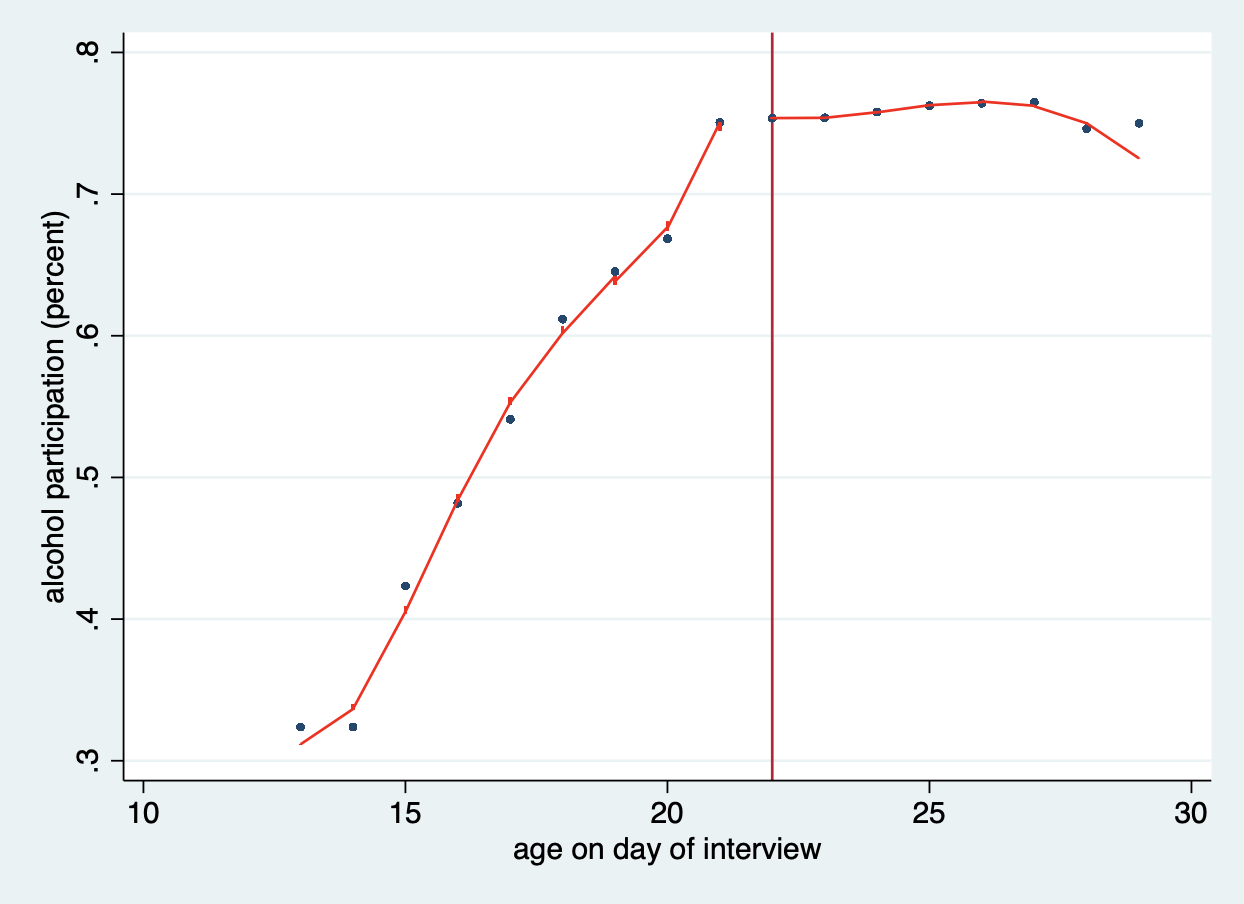 alcohol participation (percent)
.8
.7
.6
.5
.4
.3
10 15 20 25 30
age on day of interview